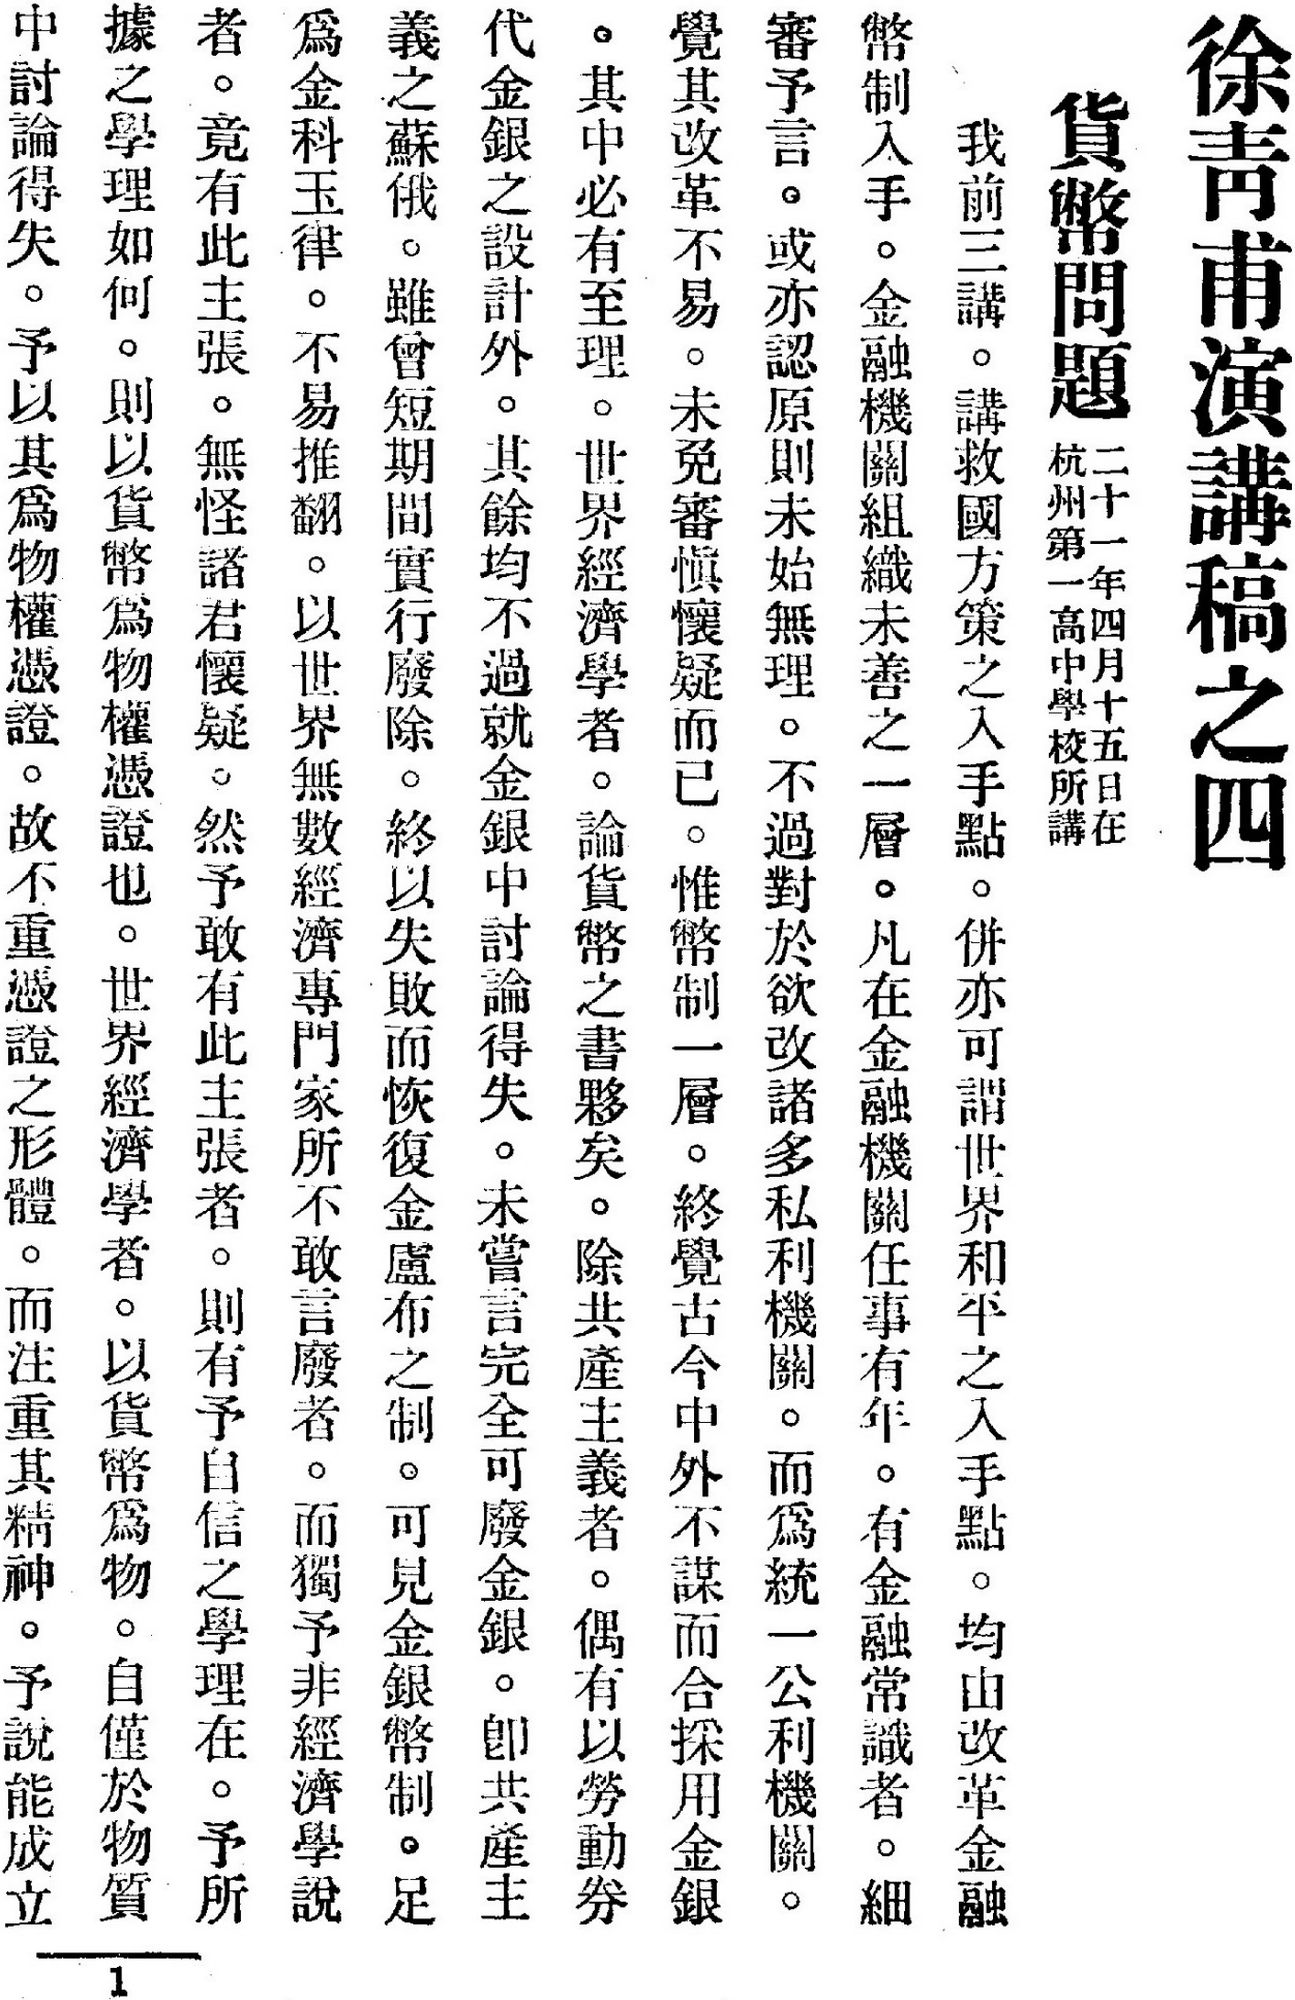 徐靑甫演講稿之四
貨幣問題
二十一年四月十五日在
杭州第一高中學校所講
我前三講。講救國方策之入手點。併亦可謂世界和平之入手點。均由改革金融
幣制入手。金融機關組織未善之一層。凡在金融機關任事有年。有金融常識者。細
審予言。或亦認原則未始無理。不過對於欲改諸多私利機關。而爲統一公利機關。
覺其改革不易。未免審愼懷疑而已。惟幣制一層。終覺古今中外不謀而合採用金銀
。其中必有至理。世界經濟學者。論貨幣之書夥矣。除共產主義者。偶有以勞動劵
代金銀之設計外。其餘均不過就金銀中討論得失。未嘗言完全可廢金銀。卽共產主
義之蘇俄。雖曾短期間實行廢除。終以失敗而恢復金盧布之制。可見金銀幣制。足
爲金科玉律。不易推翻。以世界無數經濟專門家所不敢言廢者。而獨予非經濟學說
者。竟有此主張。無怪諸君懷疑。然予敢有此主張者。則有予自信之學理在。予所
據之學理如何。則以貨幣爲物權憑證也。世界經濟學者。以貨幣爲物。自僅於物質
中討論得失。予以其爲物權憑證。故不重憑證之形體。而注重其精神。予說能成立
1